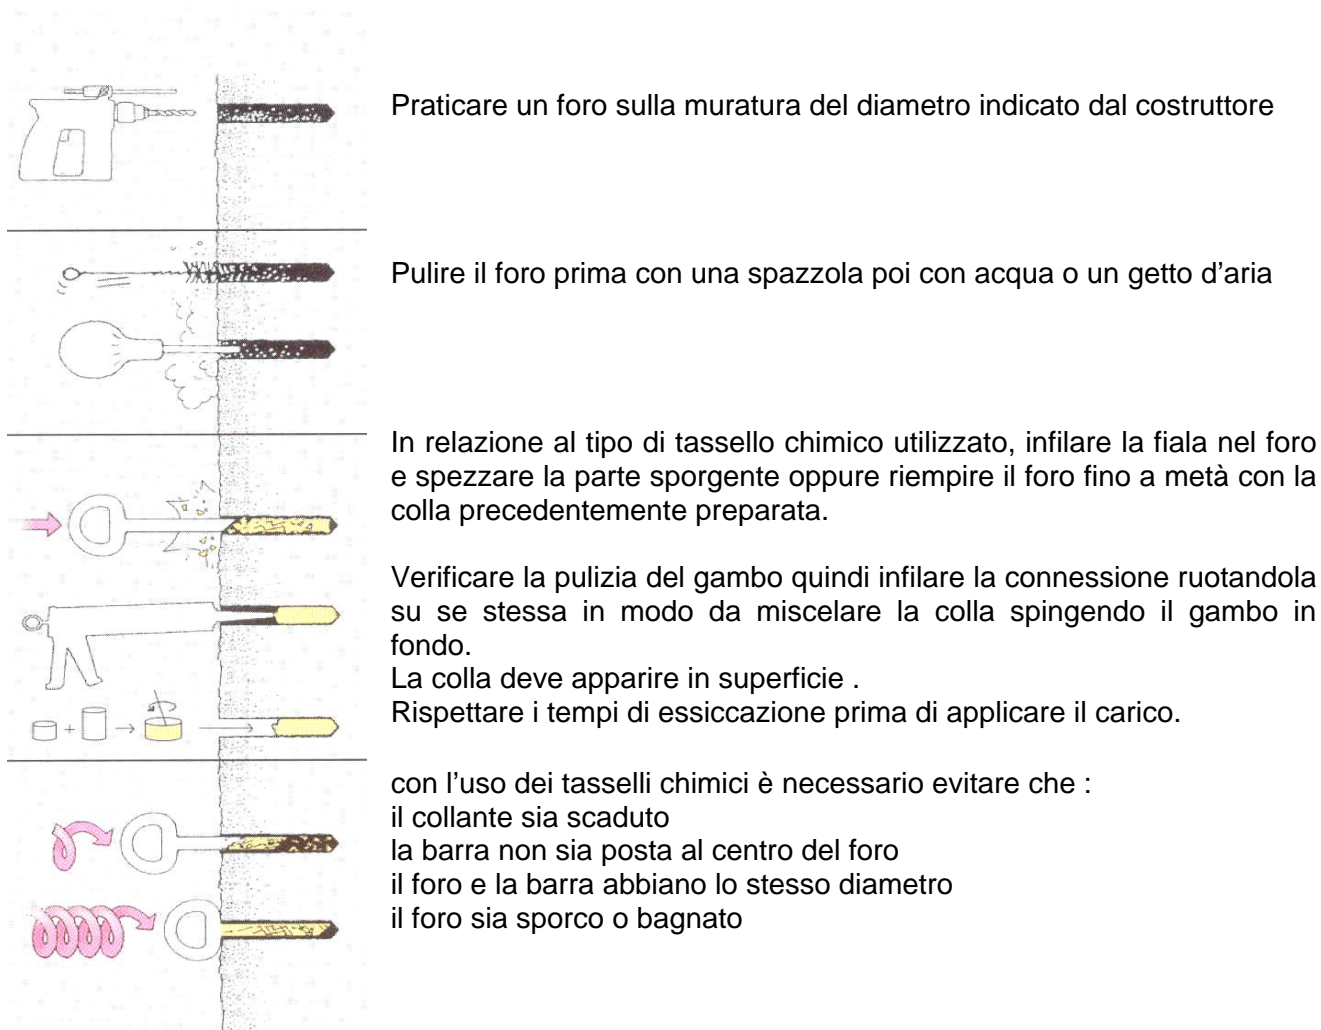 Praticare un foro sulla muratura del diametro indicato dal costruttore
Pulire il foro prima con una spazzola poi con acqua o un getto d’aria
In relazione al tipo di tassello chimico utilizzato, infilare la fiala nel foro
e spezzare la parte sporgente oppure riempire il foro fino a metà con la
colla precedentemente preparata.
Verificare la pulizia del gambo quindi infilare la connessione ruotandola
su se stessa in modo da miscelare la colla spingendo il gambo in
fondo.
La colla deve apparire in superficie .
Rispettare i tempi di essiccazione prima di applicare il carico.
con l’uso dei tasselli chimici è necessario evitare che :
il collante sia scaduto
la barra non sia posta al centro del foro
il foro e la barra abbiano lo stesso diametro
il foro sia sporco o bagnato